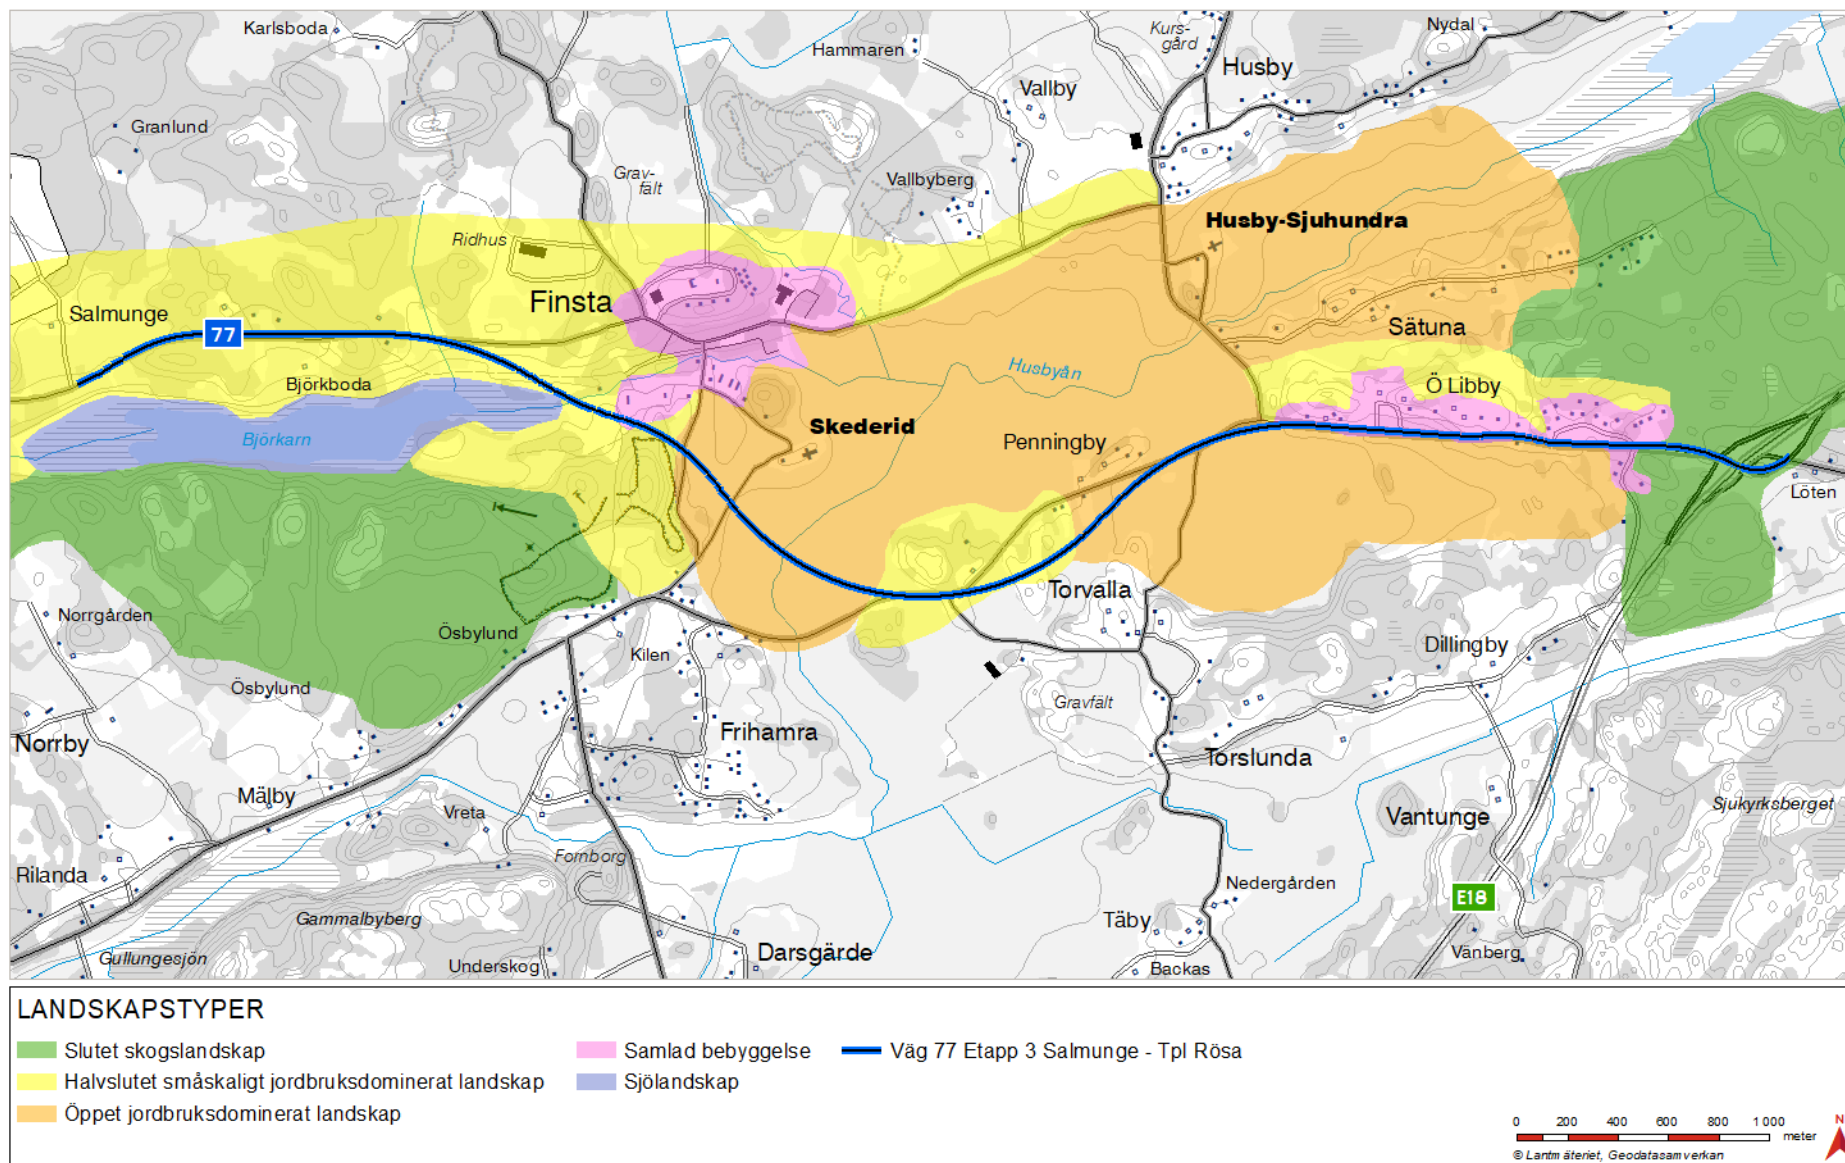 Karlsboda
Hammaren
Kurs-
gård
Nydal
Husby
Vallby
Granlund
Grav-
fält
Vallbyberg
Husby-Sjuhundra
Ridhus
Finsta
Salmunge
77
Sätuna
Husbyån
Björkboda
Ö Libby
Skederid
Björkarn
Penningby
Löten
Norrgården
Torvalla
Ösbylund
Kilen
Dillingby
Ösbylund
Gravfält
Norrby
Frihamra
Torslunda
Mälby
Vreta
Sjukyrksberget
Vantunge
Fornborg
Rilanda
Nedergården
E18
Gammalbyberg
Täby
Gullungesjön
Darsgärde
Vanberg
Underskog
Backas
LANDSKAPSTYPER
Slutet skogslandskap
Samlad bebyggelse
Väg 77 Etapp 3 Salmunge - Tpl Rösa
Halvslutet småskaligt jordbruksdominerat landskap
Sjölandskap
Öppet jordbruksdominerat landskap
0 200 400 600 800 1 000
meter
N
© Lantmäteriet, Geodatasamverkan